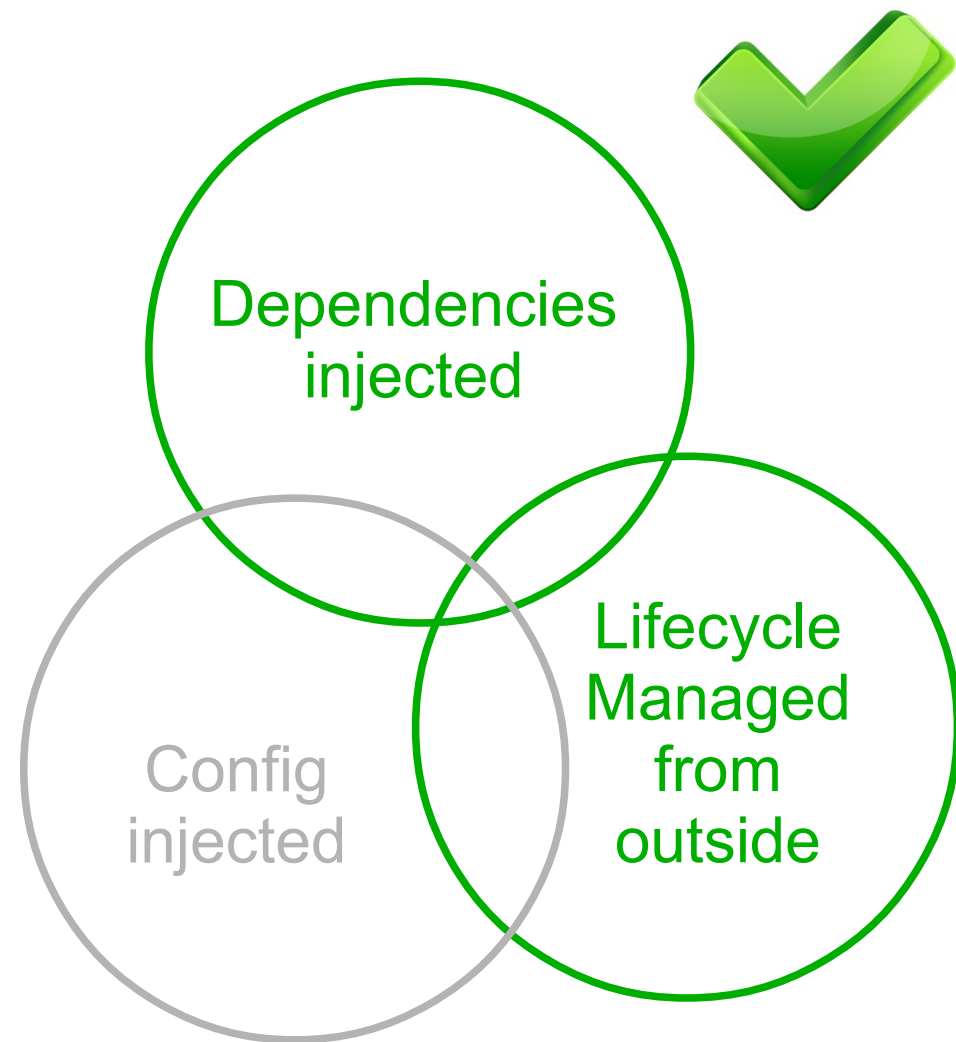 Dependencies
injected
Lifecycle
Managed
from
outside
Config
injected